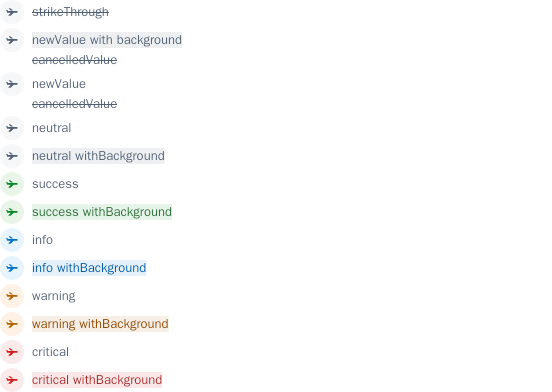 strikeThrough
newValue with background
cancelledValue
newValue
cancelledValue
neutral
neutral withBackground
success
success withBackground
info
info withBackground
warning
warning withBackground
critical
critical withBackground